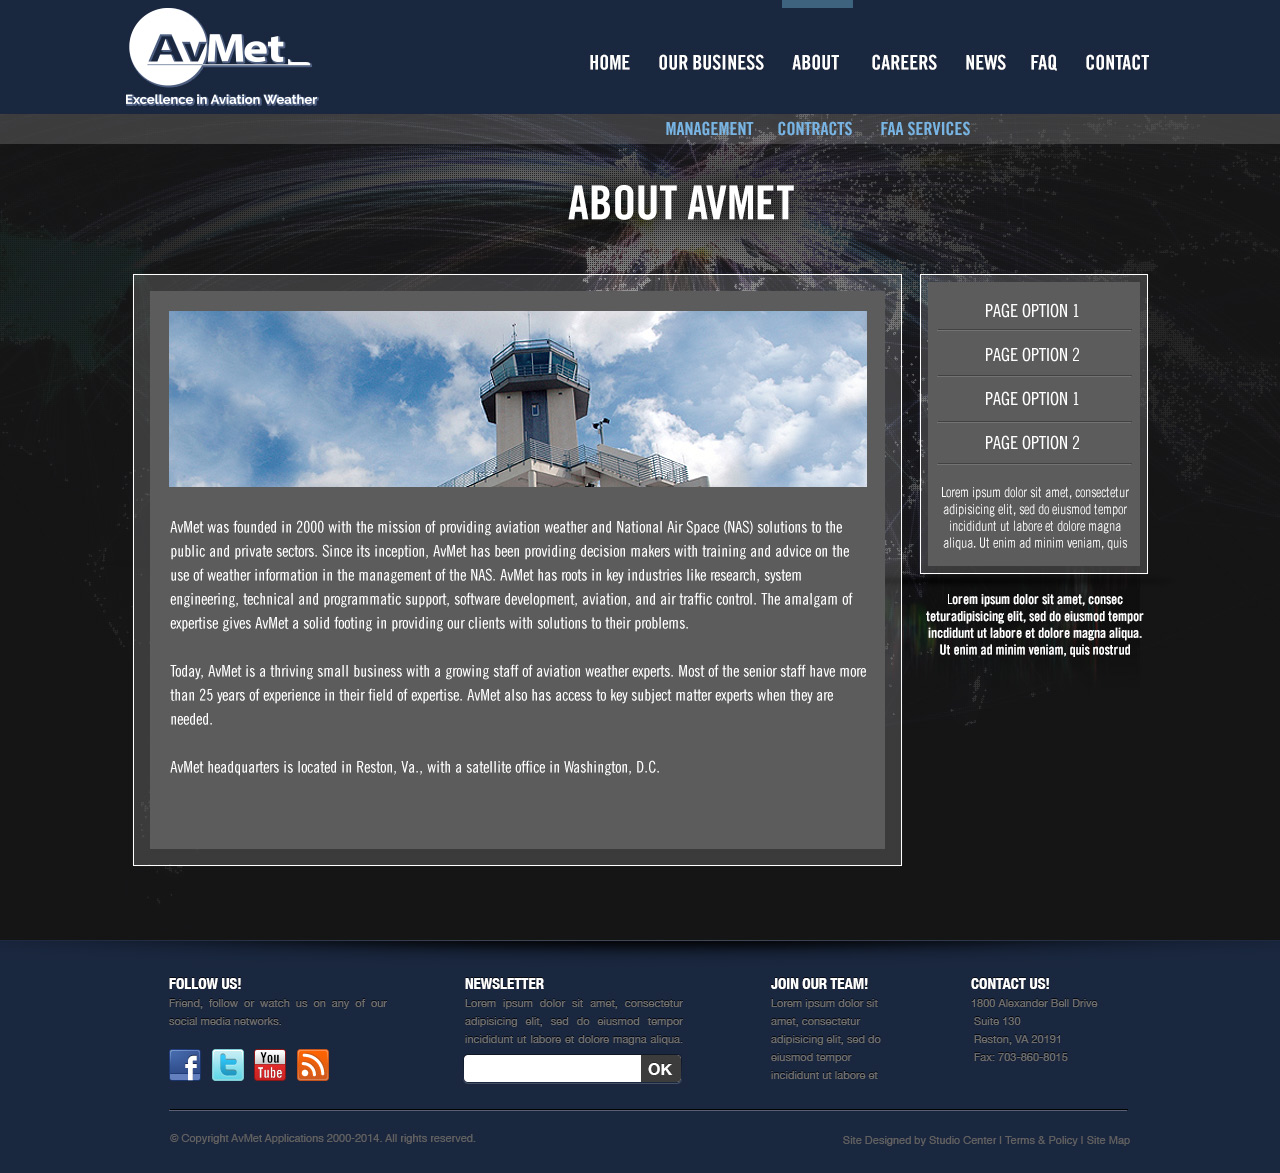 AvMet
Excellence in Aviation Weather
HOME OUR BUSINESS ABOUT CAREERS NEWS FAQ CONTACT
MANAGEMENT CONTRACTS FAA SERVICES
ABOUT AVMET
AvMet was founded in 2000 with the mission of providing aviation weather and National Air Space (NAS) solutions to the
public and private sectors. Since its inception, AvMet has been providing decision makers with training and advice on the
use of weather information in the management of the NAS. AvMet has roots in key industries like research, system
engineering, technical and programmatic support, software development, aviation, and air traffic control. The amalgam of
expertise gives AvMet a solid footing in providing our clients with solutions to their problems.
Today, AvMet is a thriving small business with a growing staff of aviation weather experts. Most of the senior staff have more
than 25 years of experience in their field of expertise. AvMet also has access to key subject matter experts when they are
needed.
AvMet headquarters is located in Reston, Va., with a satellite office in Washington, D.C.
PAGE OPTION 1
PAGE OPTION 2
PAGE OPTION 1
PAGE OPTION 2
Lorem ipsum dolor sit amet, consectetur
adipisicing elit, sed do eiusmod tempor
incididunt ut labore et dolore magna
aliqua. Ut enim ad minim veniam, quis
Lorem ipsum dolor sit amet, consec
teturadipisicing elit, sed do eiusmod tempor
incdidunt ut labore et dolore magna aliqua.
Ut enim ad minim veniam, quis nostrud
FOLLOW US!
Friend, follow or watch us on any of our
social media networks.
f t You Tube
NEWSLETTER
Lorem ipsum dolor sit amet, consectetur
adipisicing elit, sed do eiusmod tempor
incididunt ut labore et dolore magna aliqua.
OK
JOIN OUR TEAM!
Lorem ipsum dolor sit
amet, consectetur
adipisicing elit, sed do
eiusmod tempor
incididunt ut labore et
CONTACT US!
1800 Alexander Bell Drive
Suite 130
Reston, VA 20191
Fax: 703-860-8015
© Copyright AvMet Applications 2000-2014. All rights reserved.
Site Designed by Studio Center I Terms & Policy I Site Map